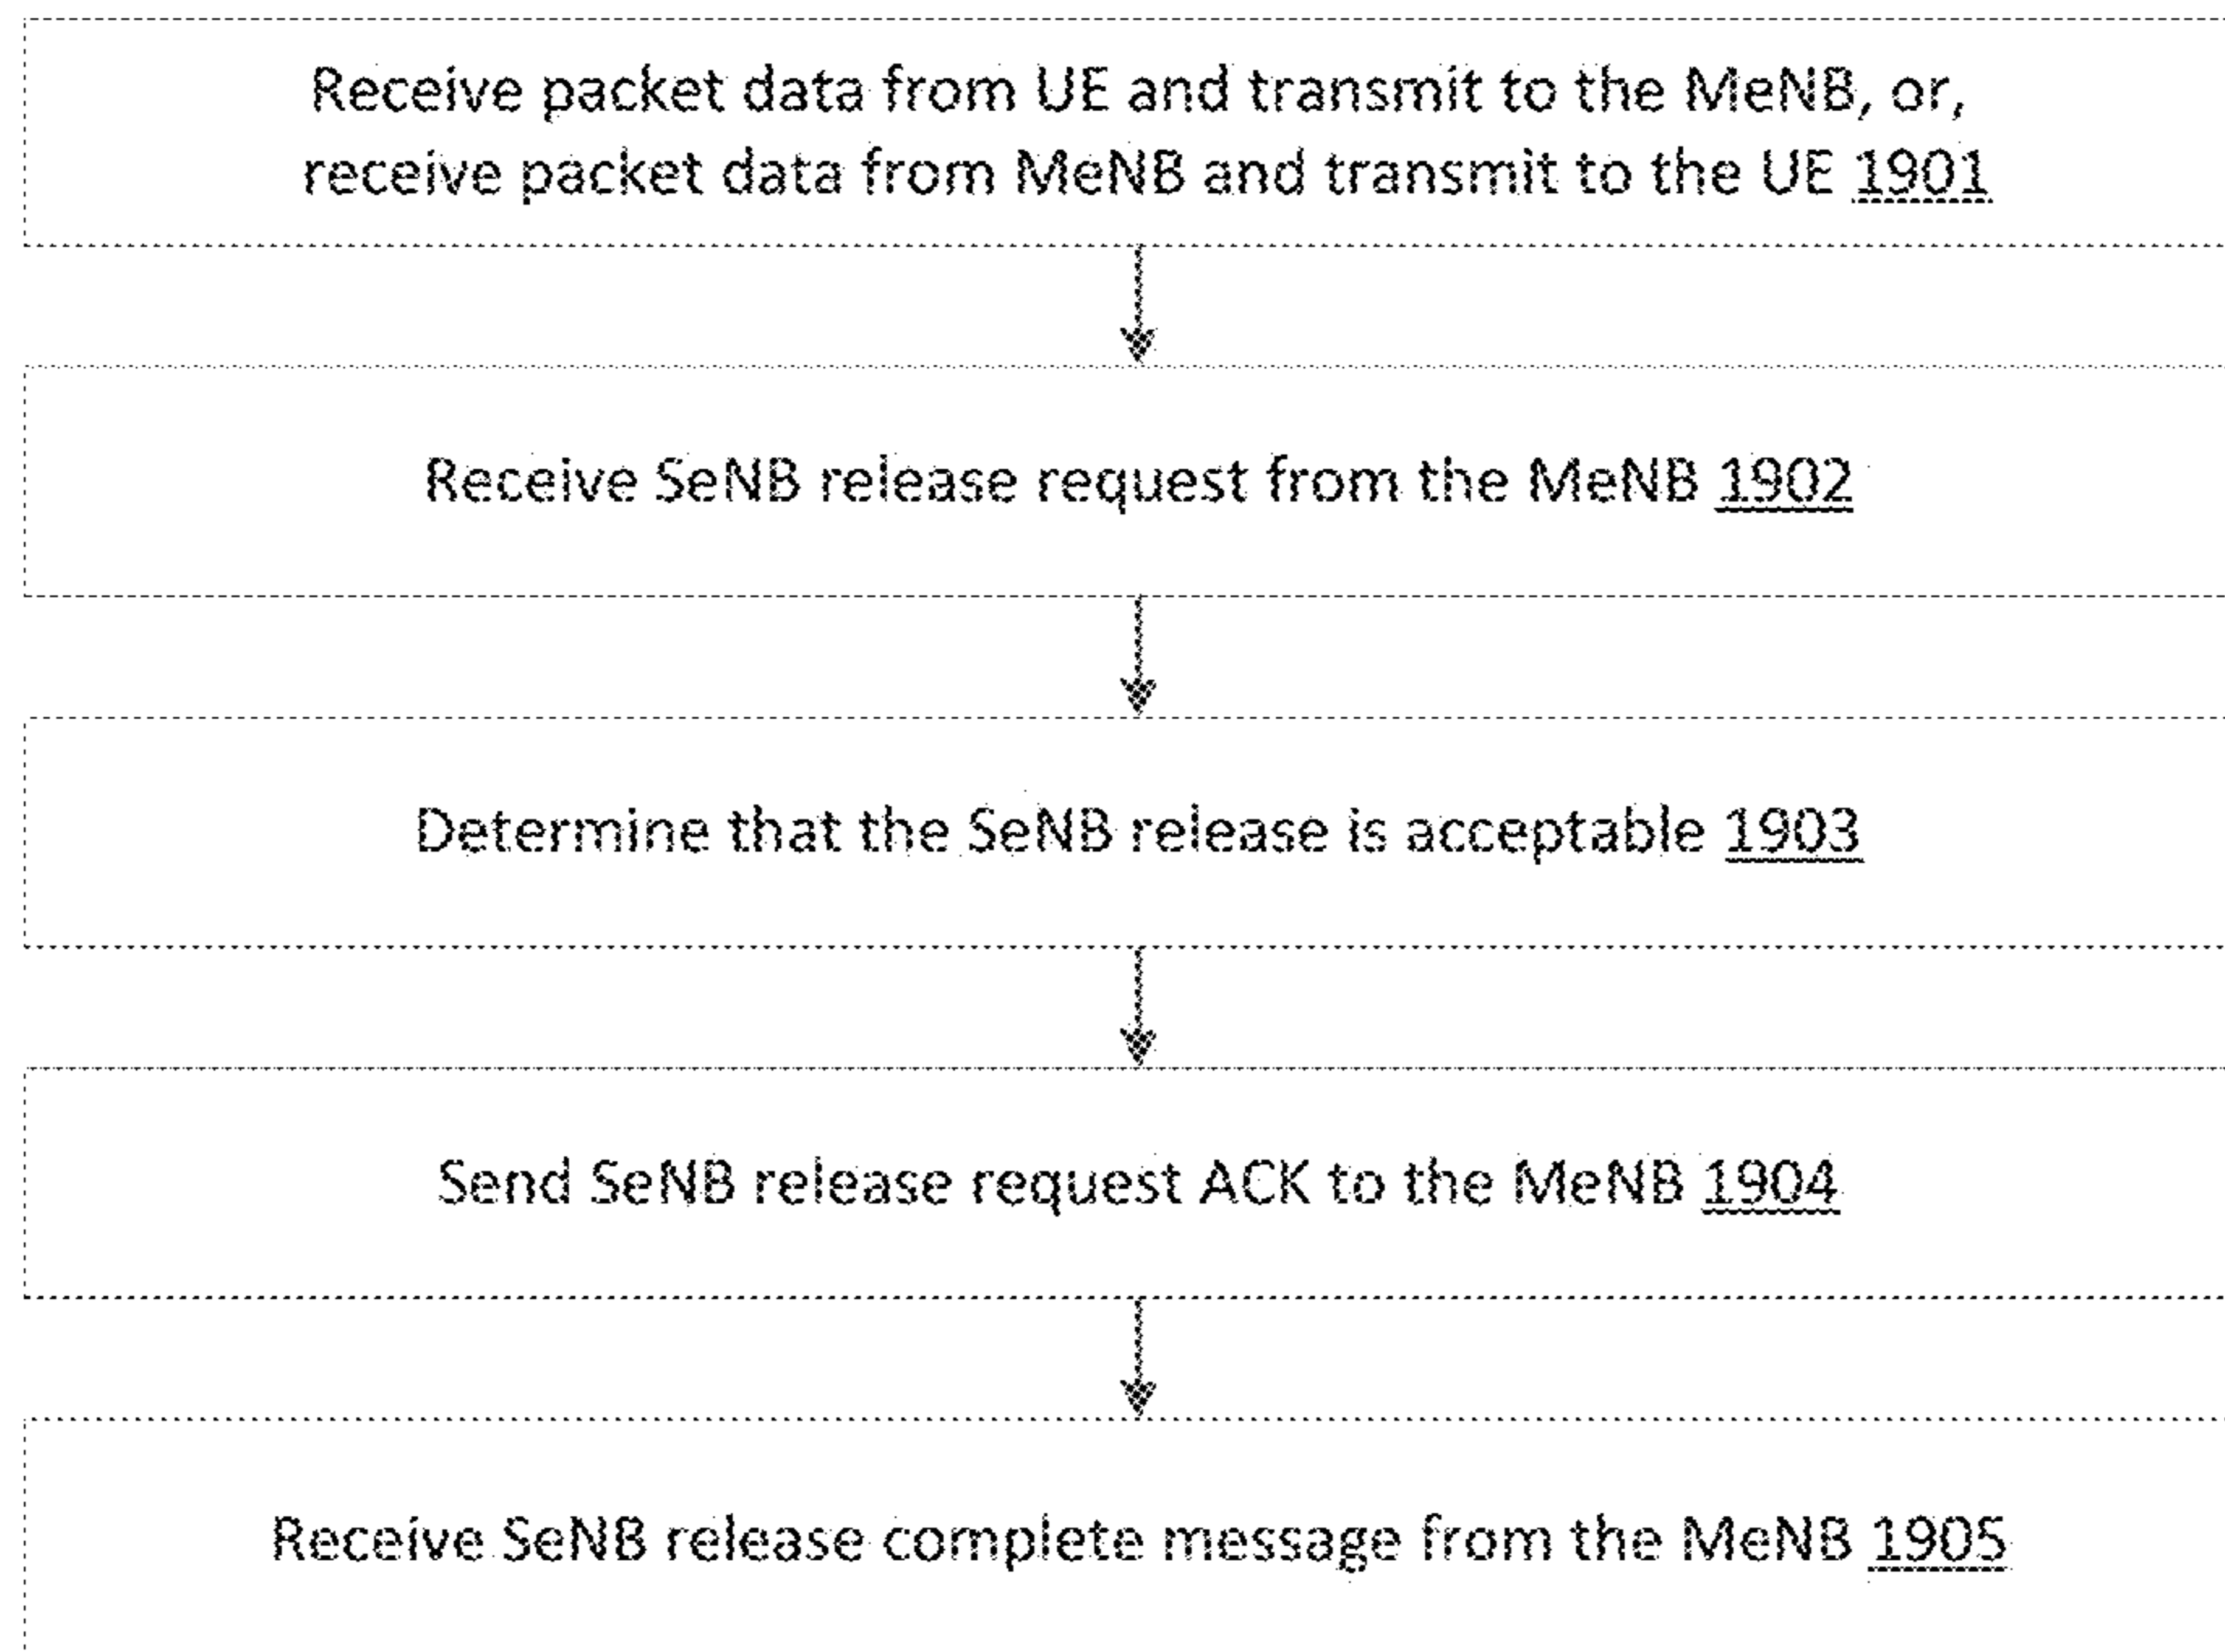 Receive packet data from UE and transmit to the MeNB, or,
receive packet data from MeNB and transmit to the UE 1901
Receive SeNB release request from the MeNB 1902
Determine that the SeNB release is acceptable 1903
Send SeNB release request ACK to the MeNB 1904
Receive SeNB release complete message from the MeNB 1905